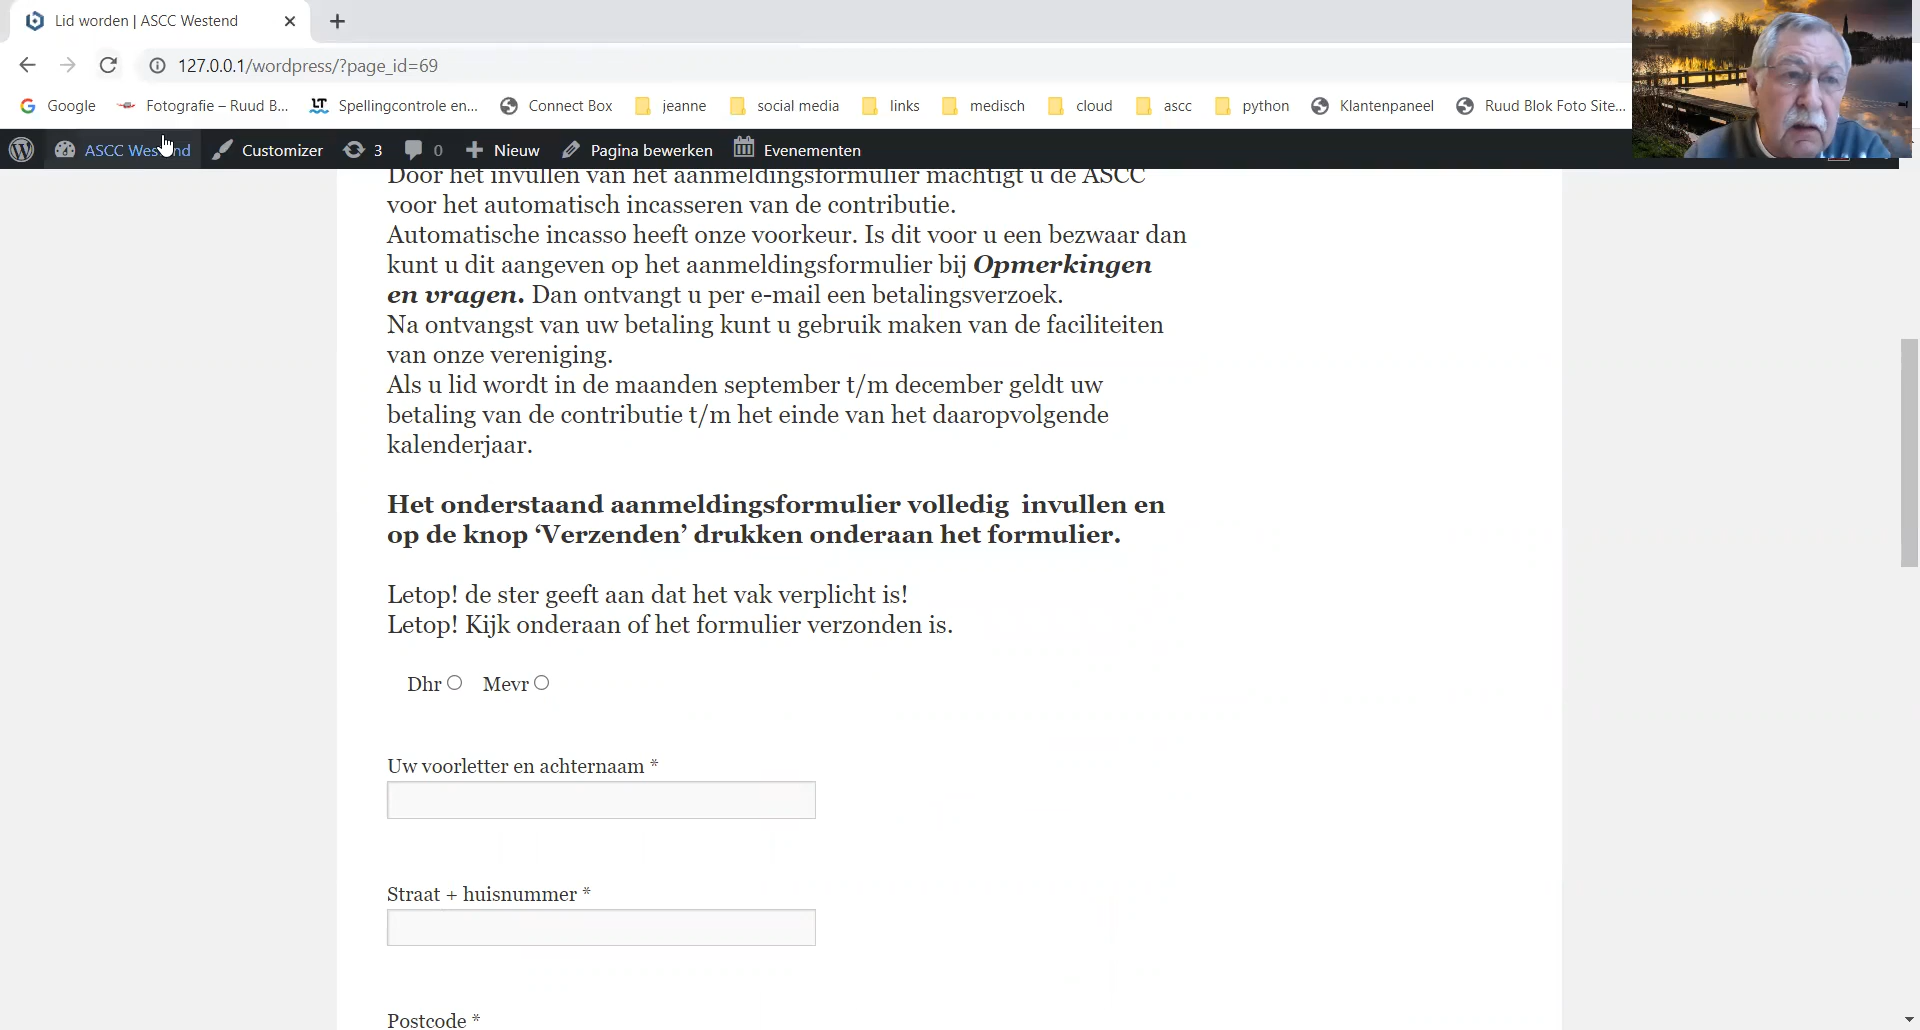 Lid worden | ASCC Westend
127.0.0.1/wordpress/?page_id=69
Google Fotografie – Ruud B... Spellingcontrole en... Connect Box jeanne social media links medisch cloud ascc python Klantenpaneel Ruud Blok Foto Site...
ASCC Westend Customizer 3 0 Nieuw Pagina bewerken Evenementen
Door het invullen van het aanmeldingsformulier machtigt u de ASCC
voor het automatisch incasseren van de contributie.
Automatische incasso heeft onze voorkeur. Is dit voor u een bezwaar dan
kunt u dit aangeven op het aanmeldingsformulier bij Opmerkingen
en vragen. Dan ontvangt u per e-mail een betalingsverzoek.
Na ontvangst van uw betaling kunt u gebruik maken van de faciliteiten
van onze vereniging.
Als u lid wordt in de maanden september t/m december geldt uw
betaling van de contributie t/m het einde van het daaropvolgende
kalenderjaar.
Het onderstaand aanmeldingsformulier volledig invullen en
op de knop ‘Verzenden’ drukken onderaan het formulier.
Letop! de ster geeft aan dat het vak verplicht is!
Letop! Kijk onderaan of het formulier verzonden is.
Dhr Mevr
Uw voorletter en achternaam *
Straat + huisnummer *
Postcode *